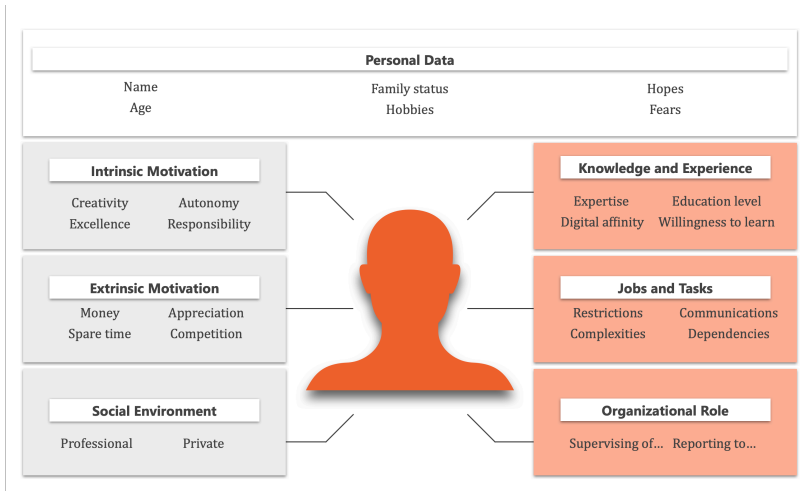 Personal Data
Name Family status Hopes
Age Hobbies Fears
Intrinsic Motivation
Creativity Autonomy
Excellence Responsibility
Extrinsic Motivation
Money Appreciation
Spare time Competition
Social Environment
Professional Private
Knowledge and Experience
Expertise Education level
Digital affinity Willingness to learn
Jobs and Tasks
Restrictions Communications
Complexities Dependencies
Organizational Role
Supervising of... Reporting to...